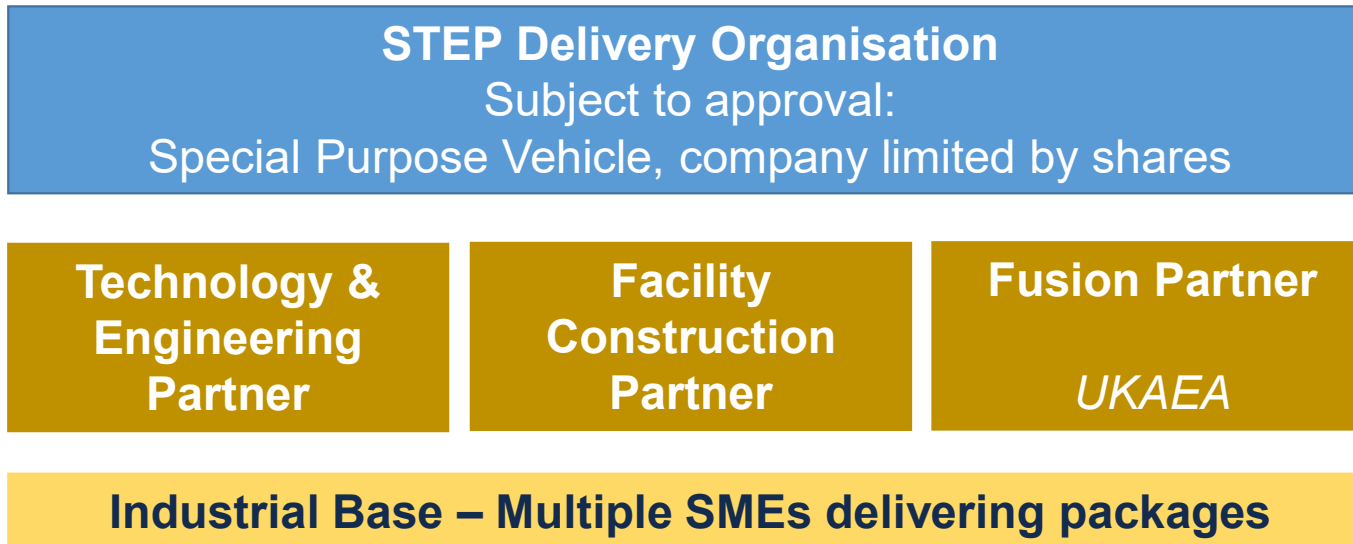 STEP Delivery Organisation
Subject to approval:
Special Purpose Vehicle, company limited by shares
Technology &
Engineering
Partner
Facility
Construction
Partner
Fusion Partner
UKAEA
Industrial Base – Multiple SMEs delivering packages